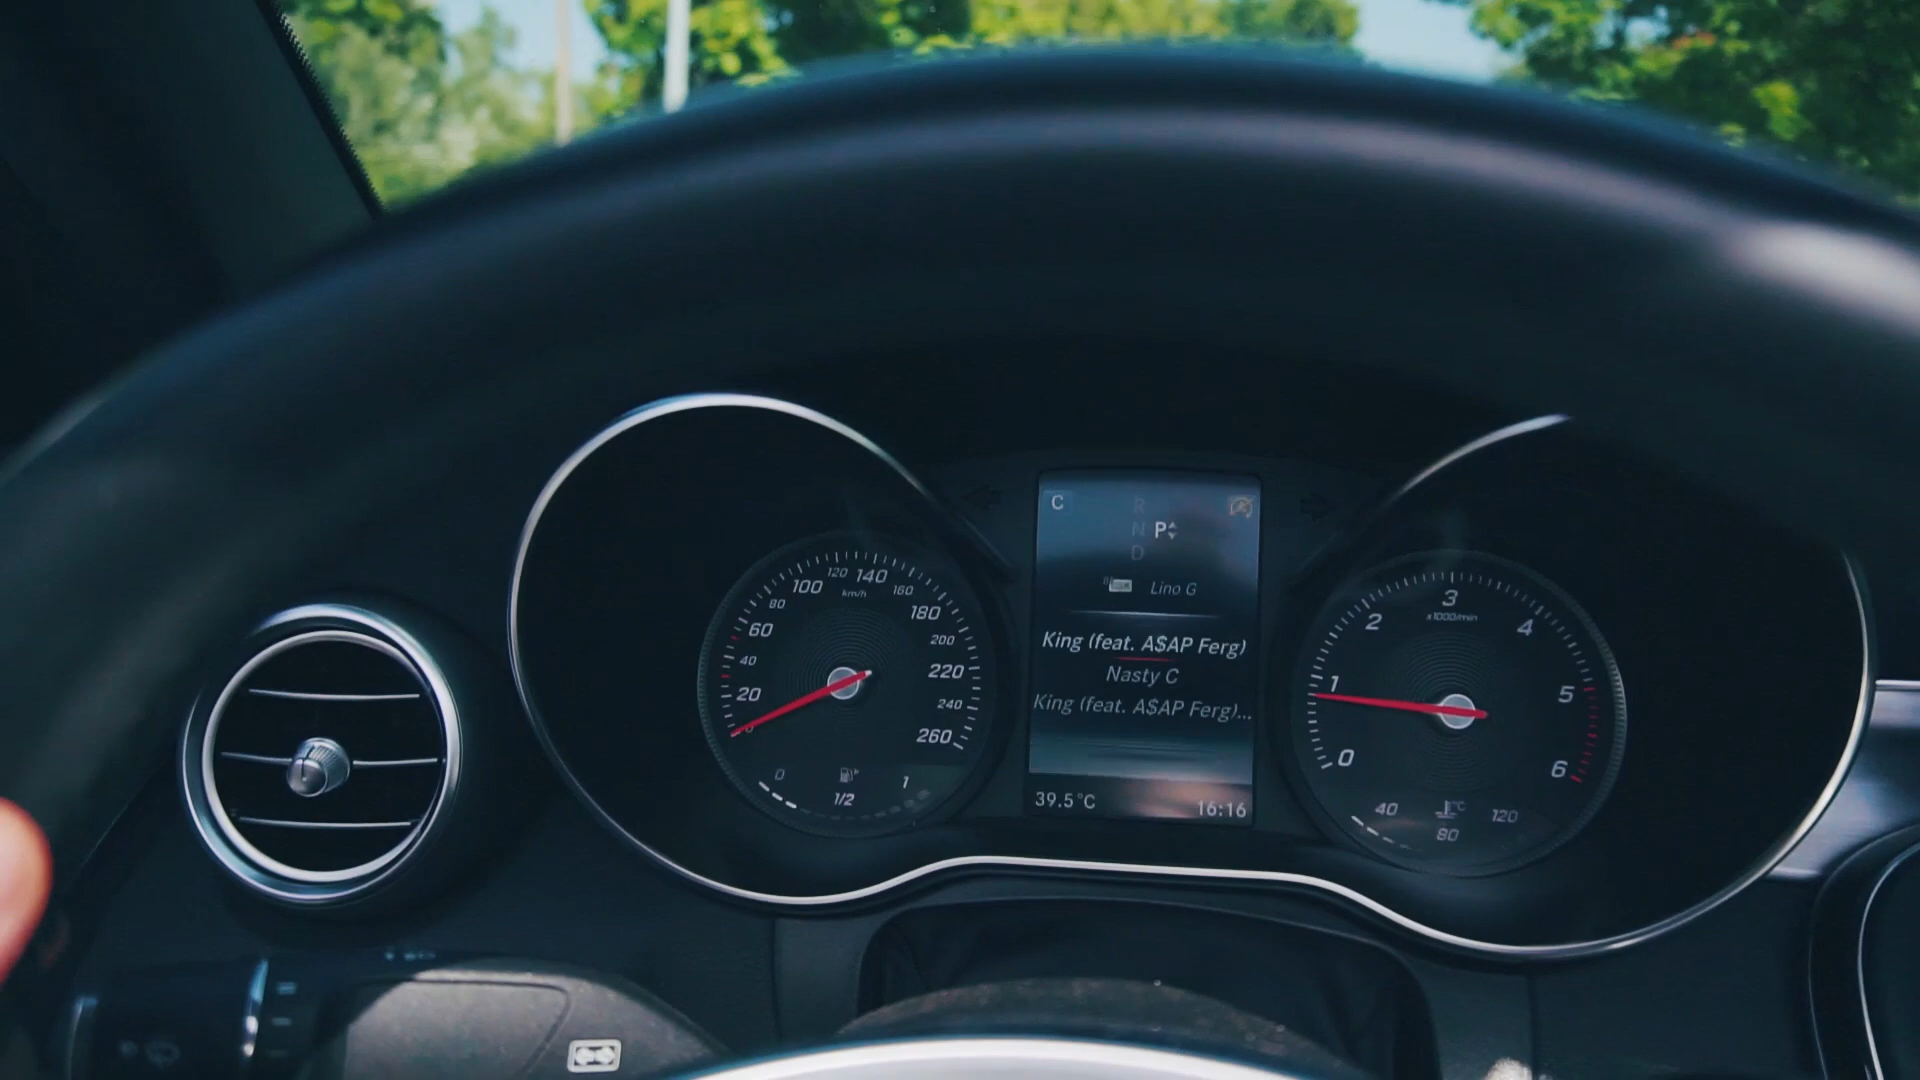 C
R
N P
D
Lino G
King (feat. A$AP Ferg)
Nasty C
King (feat. A$AP Ferg)...
39.5°C 16:16
0 20 40 60 80 100 120 140 160 180 200 220 240 260
km/h
0 1/2 1
0 1 2 3 4 5 6
x1000/min
40 80 120
°C